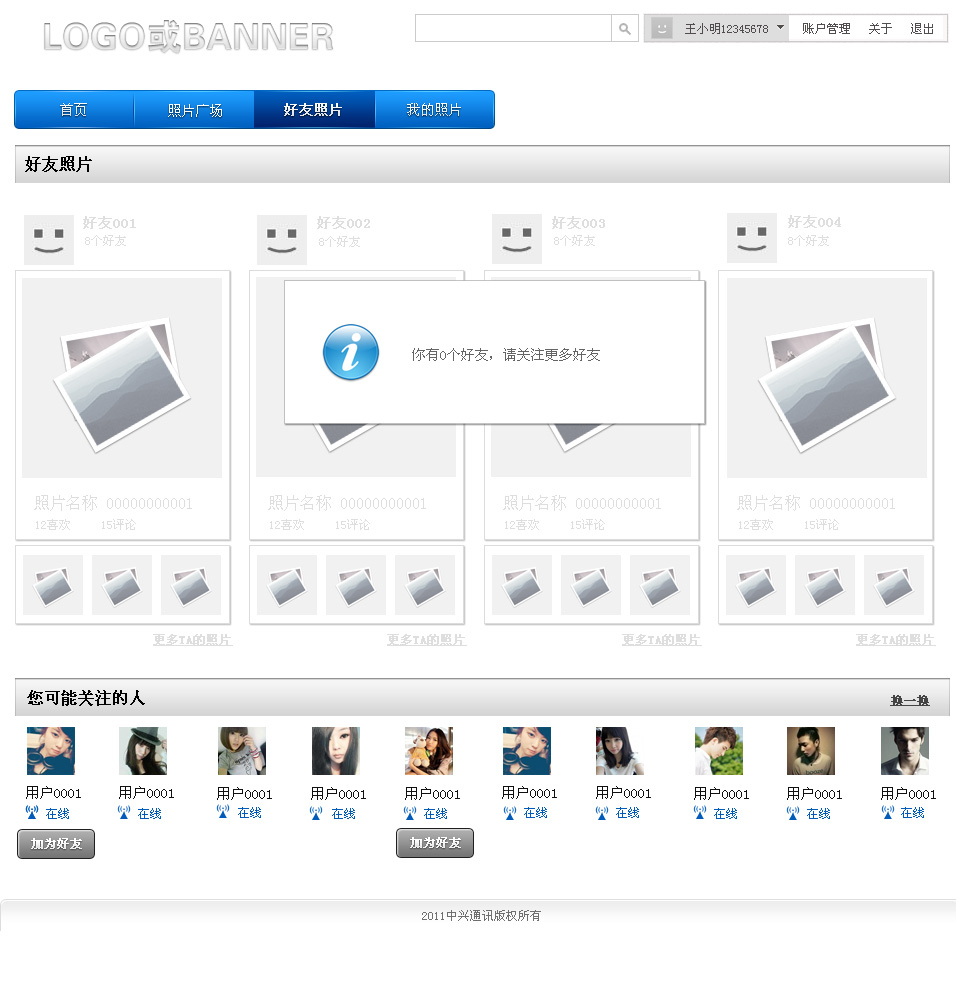 LOGO或BANNER
王小明12345678 账户管理 关于 退出
首页 照片广场 好友照片 我的照片
好友照片
好友001 好友002 好友003 好友004
8个好友 8个好友 8个好友 8个好友
你有0个好友，请关注更多好友
照片名称 00000000001 照片名称 00000000001 照片名称 00000000001 照片名称 00000000001
12喜欢 15评论 12喜欢 15评论 12喜欢 15评论 12喜欢 15评论
更多TA的照片 更多TA的照片 更多TA的照片 更多TA的照片
您可能关注的人 换一换
用户0001 用户0001 用户0001 用户0001 用户0001 用户0001 用户0001 用户0001 用户0001 用户0001
在线 在线 在线 在线 在线 在线 在线 在线 在线 在线
加为好友 加为好友
2011中兴通讯版权所有